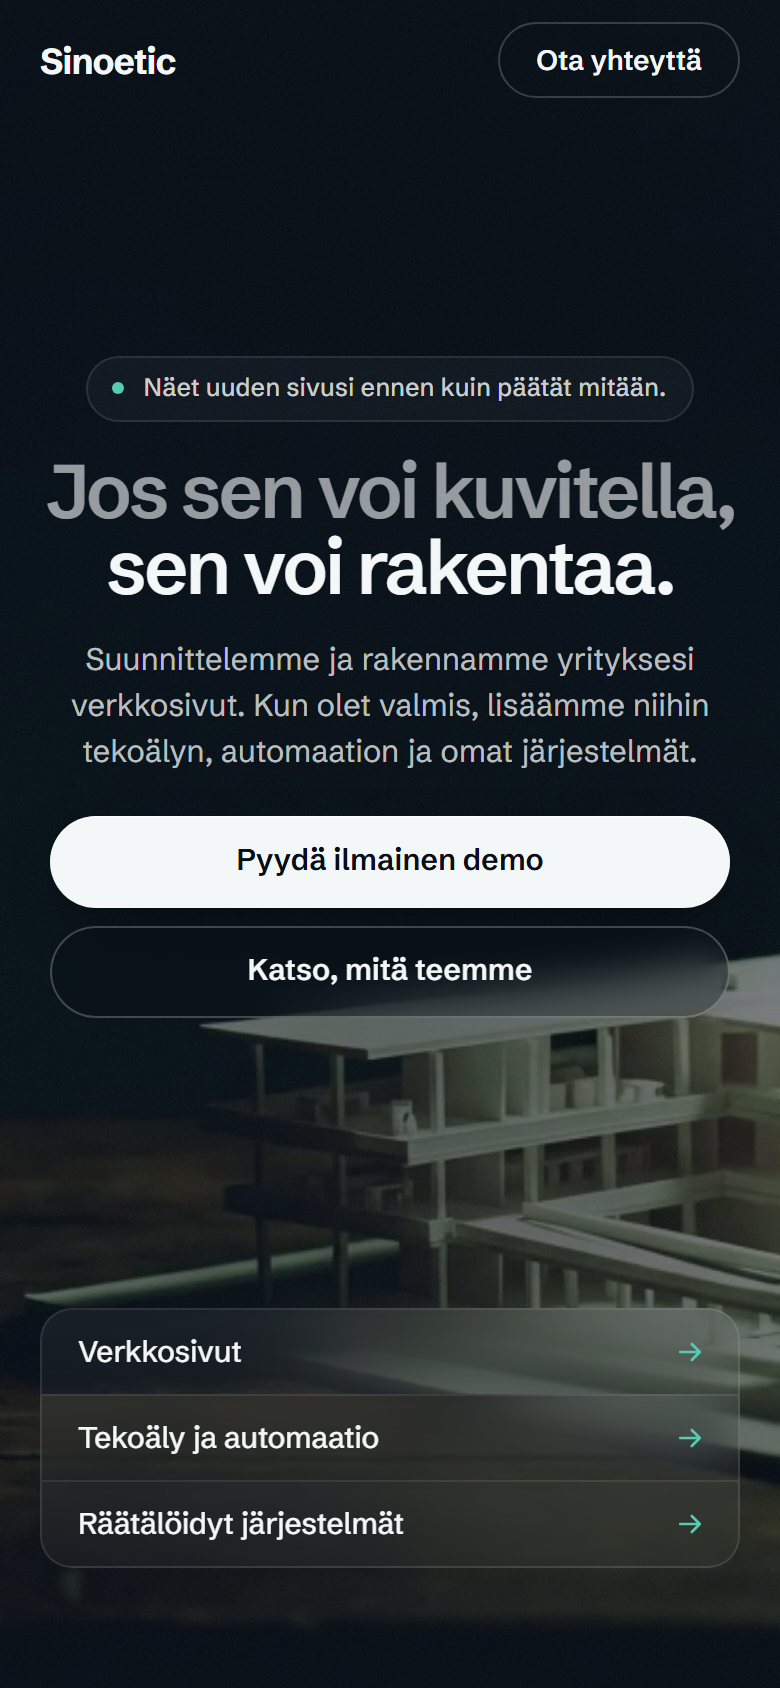 Sinoetic
Ota yhteyttä
Näet uuden sivusi ennen kuin päätät mitään.
Jos sen voi kuvitella,
sen voi rakentaa.
Suunnittelemme ja rakennamme yrityksesi
verkkosivut. Kun olet valmis, lisäämme niihin
tekoälyn, automaation ja omat järjestelmät.
Pyydä ilmainen demo
Katso, mitä teemme
Verkkosivut
Tekoäly ja automaatio
Räätälöidyt järjestelmät